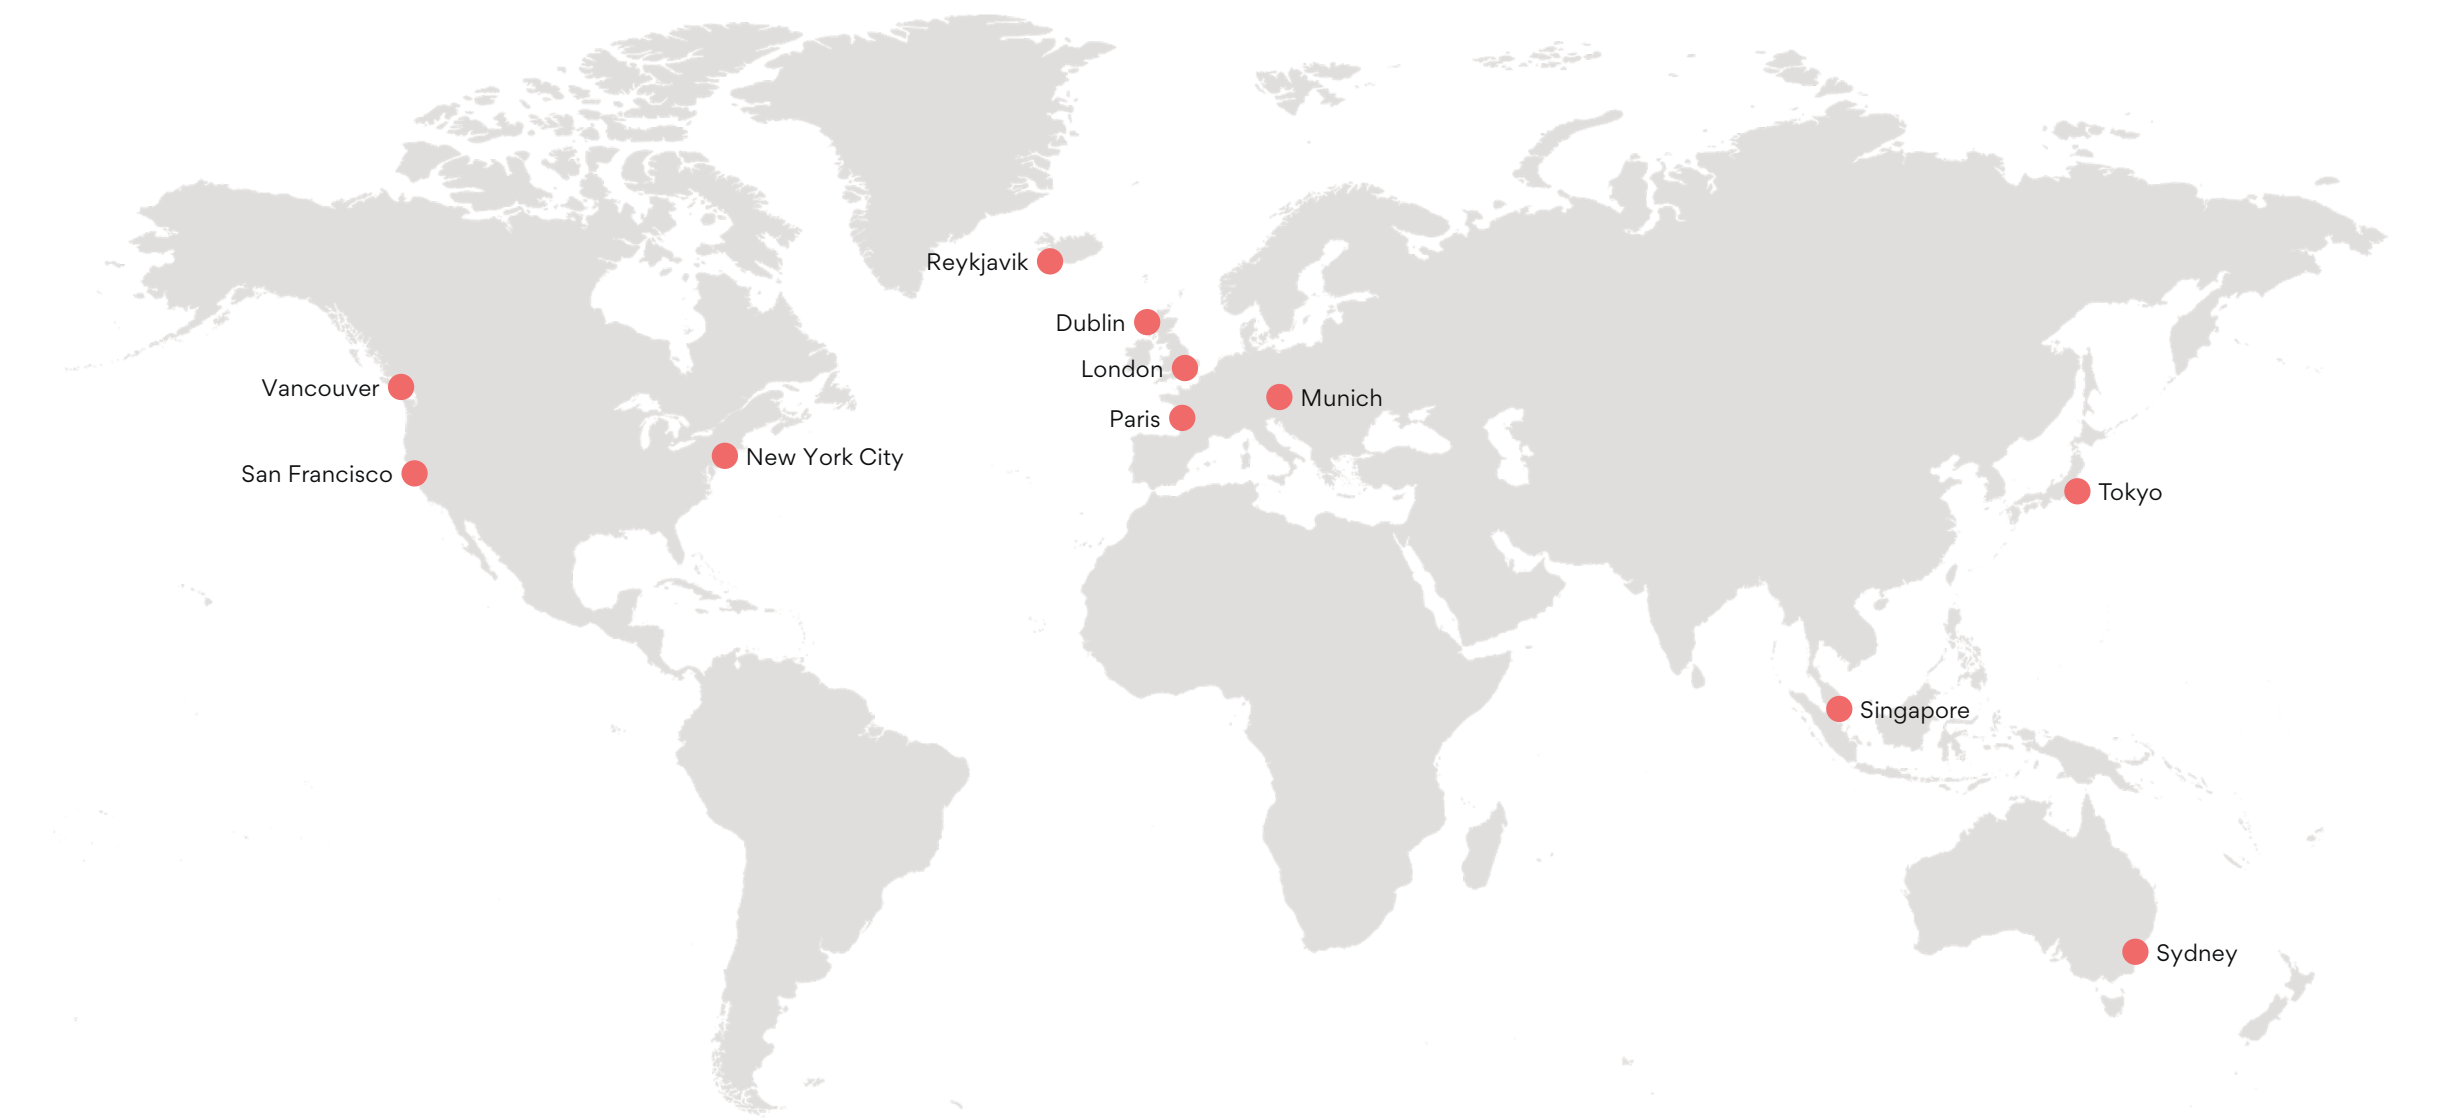 Reykjavik
Dublin
London
Vancouver
Munich
Paris
New York City
San Francisco
Tokyo
Singapore
Sydney